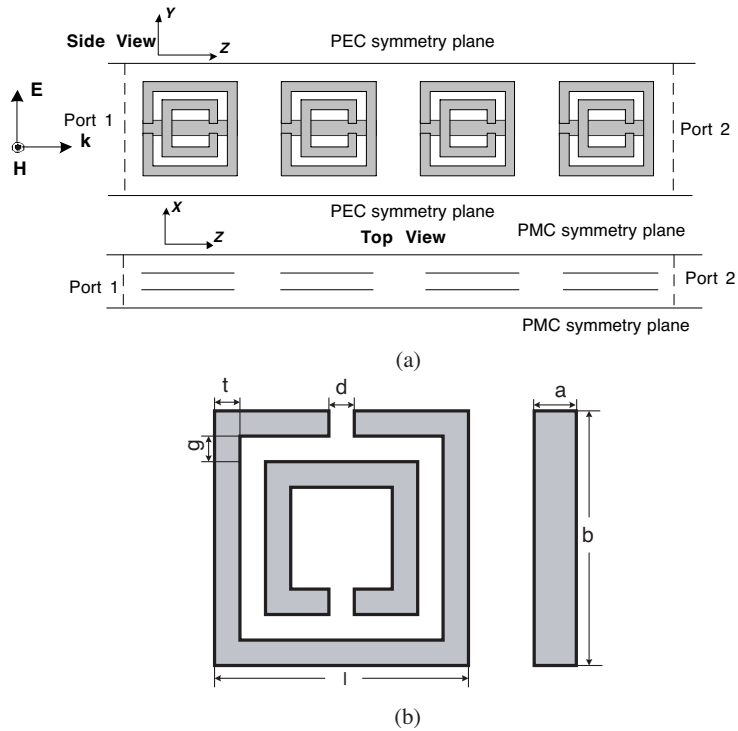 Y
Side View
Z
PEC symmetry plane
E
Port 1
k
H
Port 2
PEC symmetry plane
X
Z
Top View
PMC symmetry plane
Port 1
Port 2
PMC symmetry plane
(a)
t
d
a
g
b
l
(b)